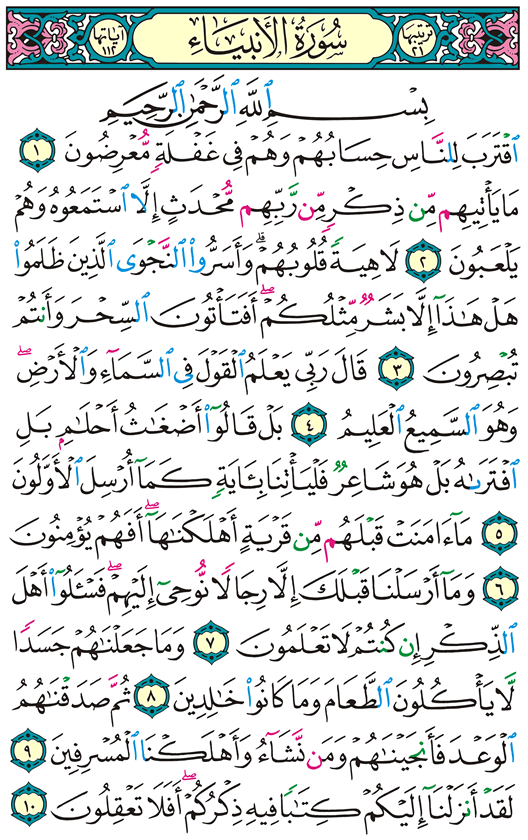 ترتيبها ٢١ سُورَةُ الأَنبِيَاءِ آياتها ١١٢
بِسْمِ ٱللَّهِ ٱلرَّحْمَٰنِ ٱلرَّحِيمِ
ٱقْتَرَبَ لِلنَّاسِ حِسَابُهُمْ وَهُمْ فِى غَفْلَةٍ مُّعْرِضُونَ ١
مَا يَأْتِيهِم مِّن ذِكْرٍ مِّن رَّبِّهِم مُّحْدَثٍ إِلَّا ٱسْتَمَعُوهُ وَهُمْ
يَلْعَبُونَ ٢ لَاهِيَةً قُلُوبُهُمْ ۗ وَأَسَرُّوا۟ ٱلنَّجْوَى ٱلَّذِينَ ظَلَمُوا۟
هَلْ هَٰذَآ إِلَّا بَشَرٌ مِّثْلُكُمْ ۖ أَفَتَأْتُونَ ٱلسِّحْرَ وَأَنتُمْ
تُبْصِرُونَ ٣ قَالَ رَبِّى يَعْلَمُ ٱلْقَوْلَ فِى ٱلسَّمَآءِ وَٱلْأَرْضِ ۖ
وَهُوَ ٱلسَّمِيعُ ٱلْعَلِيمُ ٤ بَلْ قَالُوٓا۟ أَضْغَٰثُ أَحْلَٰمٍۭ بَلِ
ٱفْتَرَىٰهُ بَلْ هُوَ شَاعِرٌ فَلْيَأْتِنَا بِـَٔايَةٍ كَمَآ أُرْسِلَ ٱلْأَوَّلُونَ
٥ مَآ ءَامَنَتْ قَبْلَهُم مِّن قَرْيَةٍ أَهْلَكْنَٰهَآ ۖ أَفَهُمْ يُؤْمِنُونَ
٦ وَمَآ أَرْسَلْنَا قَبْلَكَ إِلَّا رِجَالًا نُّوحِىٓ إِلَيْهِمْ ۖ فَسْـَٔلُوٓا۟ أَهْلَ
ٱلذِّكْرِ إِن كُنتُمْ لَا تَعْلَمُونَ ٧ وَمَا جَعَلْنَٰهُمْ جَسَدًا
لَّا يَأْكُلُونَ ٱلطَّعَامَ وَمَا كَانُوا۟ خَٰلِدِينَ ٨ ثُمَّ صَدَقْنَٰهُمُ
ٱلْوَعْدَ فَأَنجَيْنَٰهُمْ وَمَن نَّشَآءُ وَأَهْلَكْنَا ٱلْمُسْرِفِينَ ٩
لَقَدْ أَنزَلْنَآ إِلَيْكُمْ كِتَٰبًا فِيهِ ذِكْرُكُمْ ۖ أَفَلَا تَعْقِلُونَ ١٠